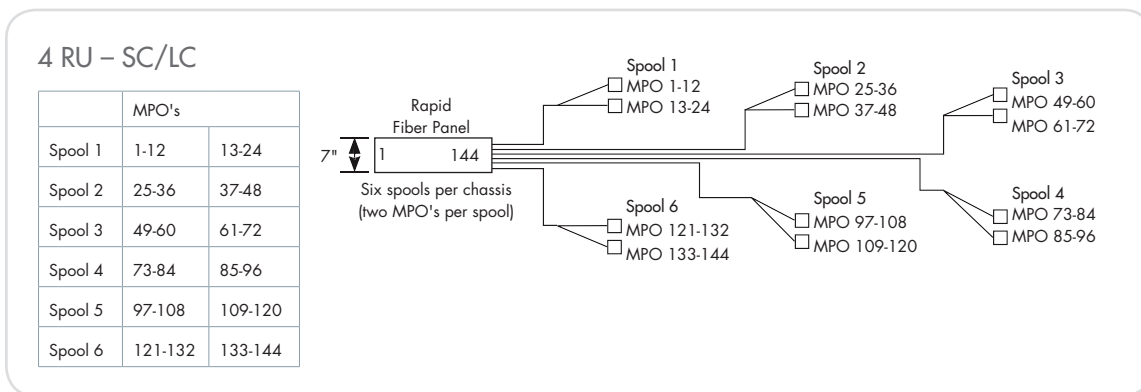 4 RU – SC/LC
MPO's
Spool 1 1-12 13-24
Spool 2 25-36 37-48
Spool 3 49-60 61-72
Spool 4 73-84 85-96
Spool 5 97-108 109-120
Spool 6 121-132 133-144
Rapid
Fiber Panel
7"
1 144
Six spools per chassis
(two MPO's per spool)
Spool 1
MPO 1-12
MPO 13-24
Spool 2
MPO 25-36
MPO 37-48
Spool 3
MPO 49-60
MPO 61-72
Spool 4
MPO 73-84
MPO 85-96
Spool 5
MPO 97-108
MPO 109-120
Spool 6
MPO 121-132
MPO 133-144